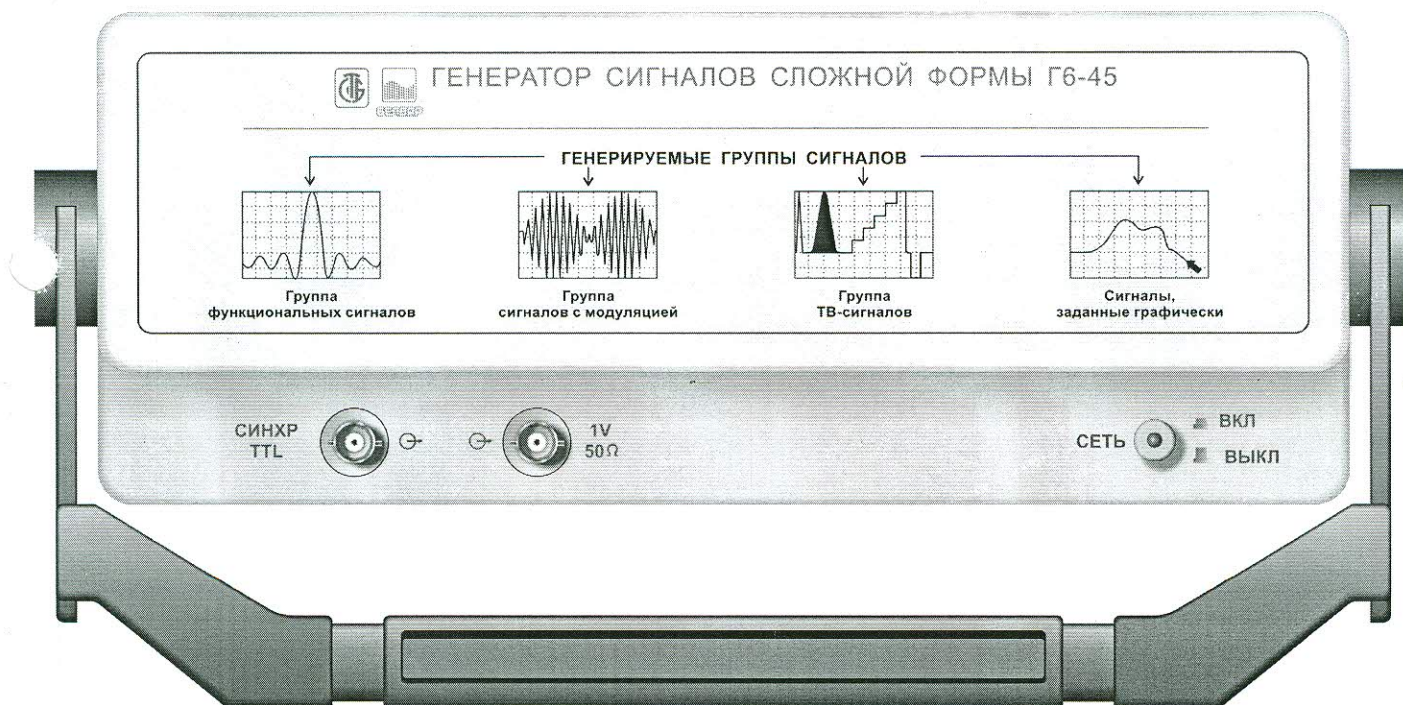 ГЕНЕРАТОР СИГНАЛОВ СЛОЖНОЙ ФОРМЫ Г6-45
ГЕНЕРИРУЕМЫЕ ГРУППЫ СИГНАЛОВ
Группа
функциональных сигналов
Группа
сигналов с модуляцией
Группа
ТВ-сигналов
Сигналы,
заданные графически
СИНХР
TTL
1V
50Ω
СЕТЬ
ВКЛ
ВЫКЛ